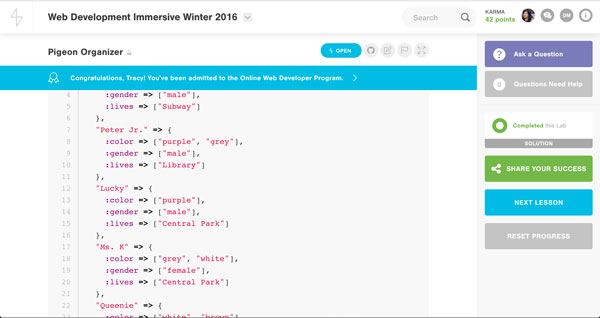 Web Development Immersive Winter 2016
Search
KARMA
42 points
DM
Pigeon Organizer
OPEN
Ask a Question
Congratulations, Tracy! You've been admitted to the Online Web Developer Program.
Questions Need Help
4 :gender => ["male"],
5 :lives => ["Subway"]
6 },
7 "Peter Jr." => {
8 :color => ["purple", "grey"],
9 :gender => ["male"],
10 :lives => ["Library"]
11 },
12 "Lucky" => {
13 :color => ["purple"],
14 :gender => ["male"],
15 :lives => ["Central Park"]
16 },
17 "Ms. K" => {
18 :color => ["grey", "white"],
19 :gender => ["female"],
20 :lives => ["Central Park"]
21 },
22 "Queenie" => {
23 :color => ["white", "brown"],
Completed this Lab
SOLUTION
SHARE YOUR SUCCESS
NEXT LESSON
RESET PROGRESS